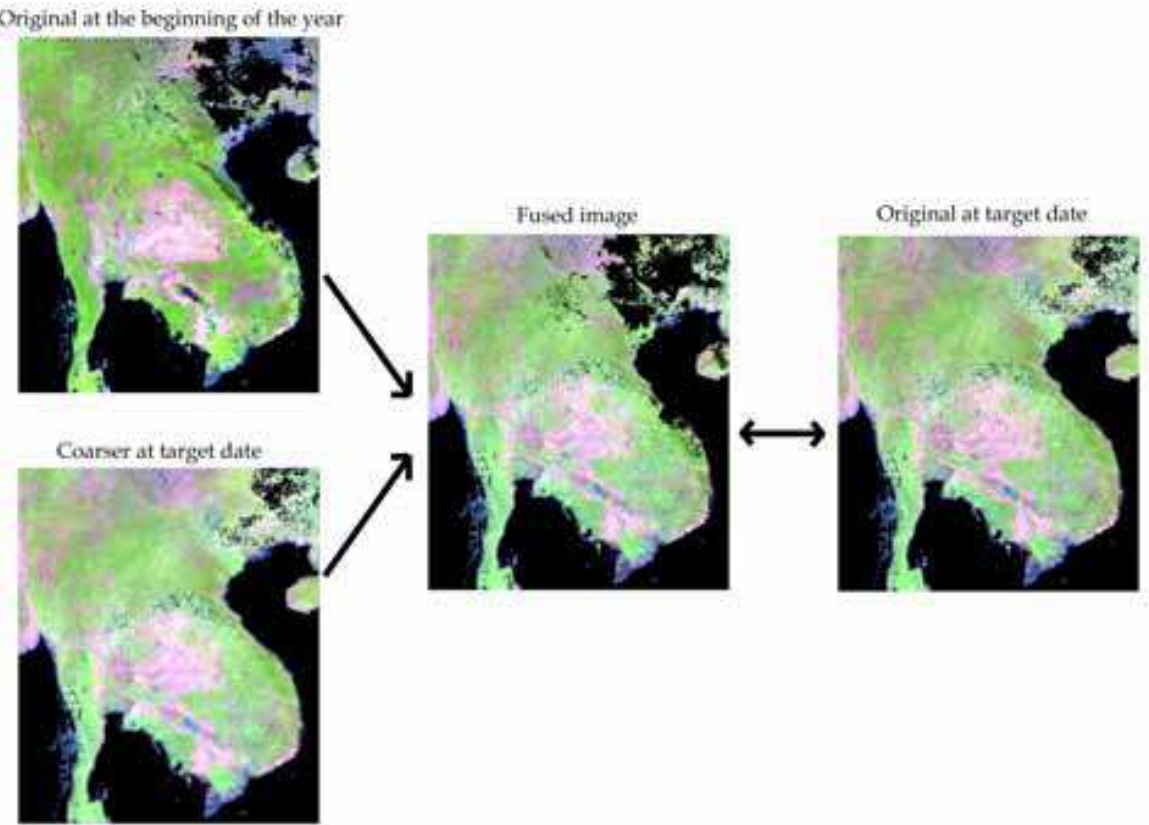 Original at the beginning of the year
Fused image
Original at target date
Coarser at target date